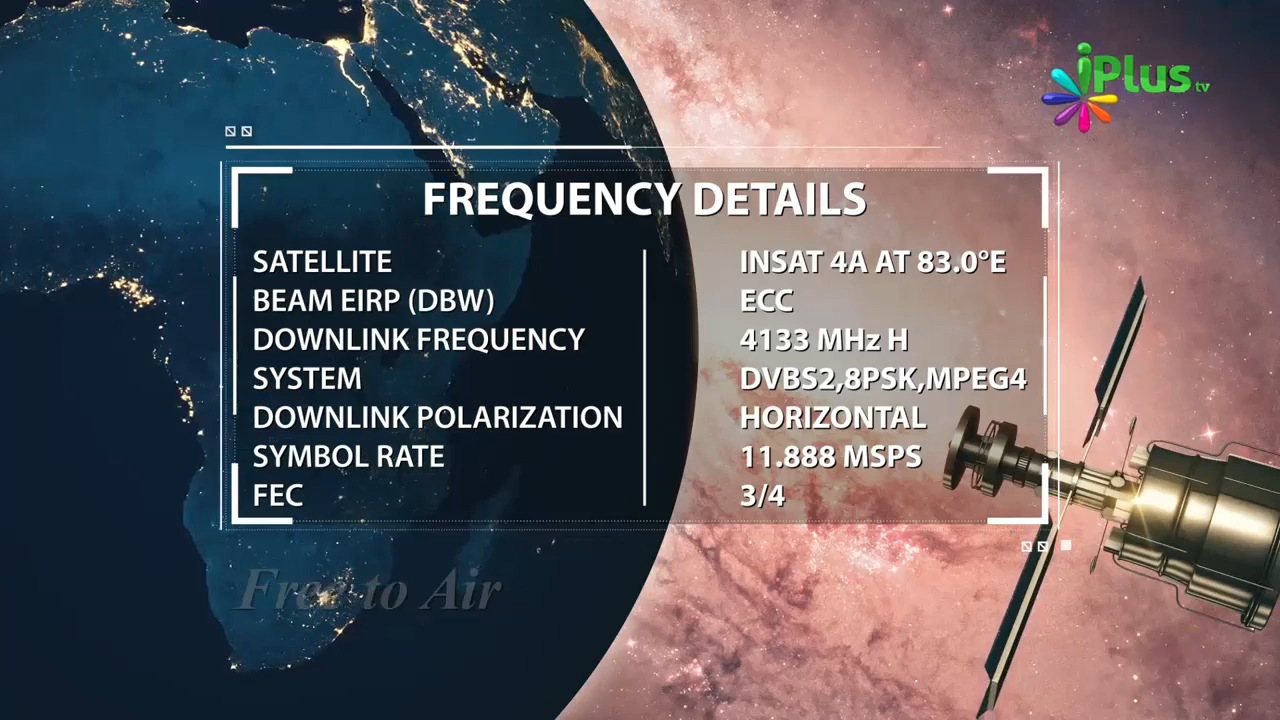 iPlus tv
FREQUENCY DETAILS
SATELLITE INSAT 4A AT 83.0°E
BEAM EIRP (DBW) ECC
DOWNLINK FREQUENCY 4133 MHz H
SYSTEM DVBS2,8PSK,MPEG4
DOWNLINK POLARIZATION HORIZONTAL
SYMBOL RATE 11.888 MSPS
FEC 3/4
Free to Air